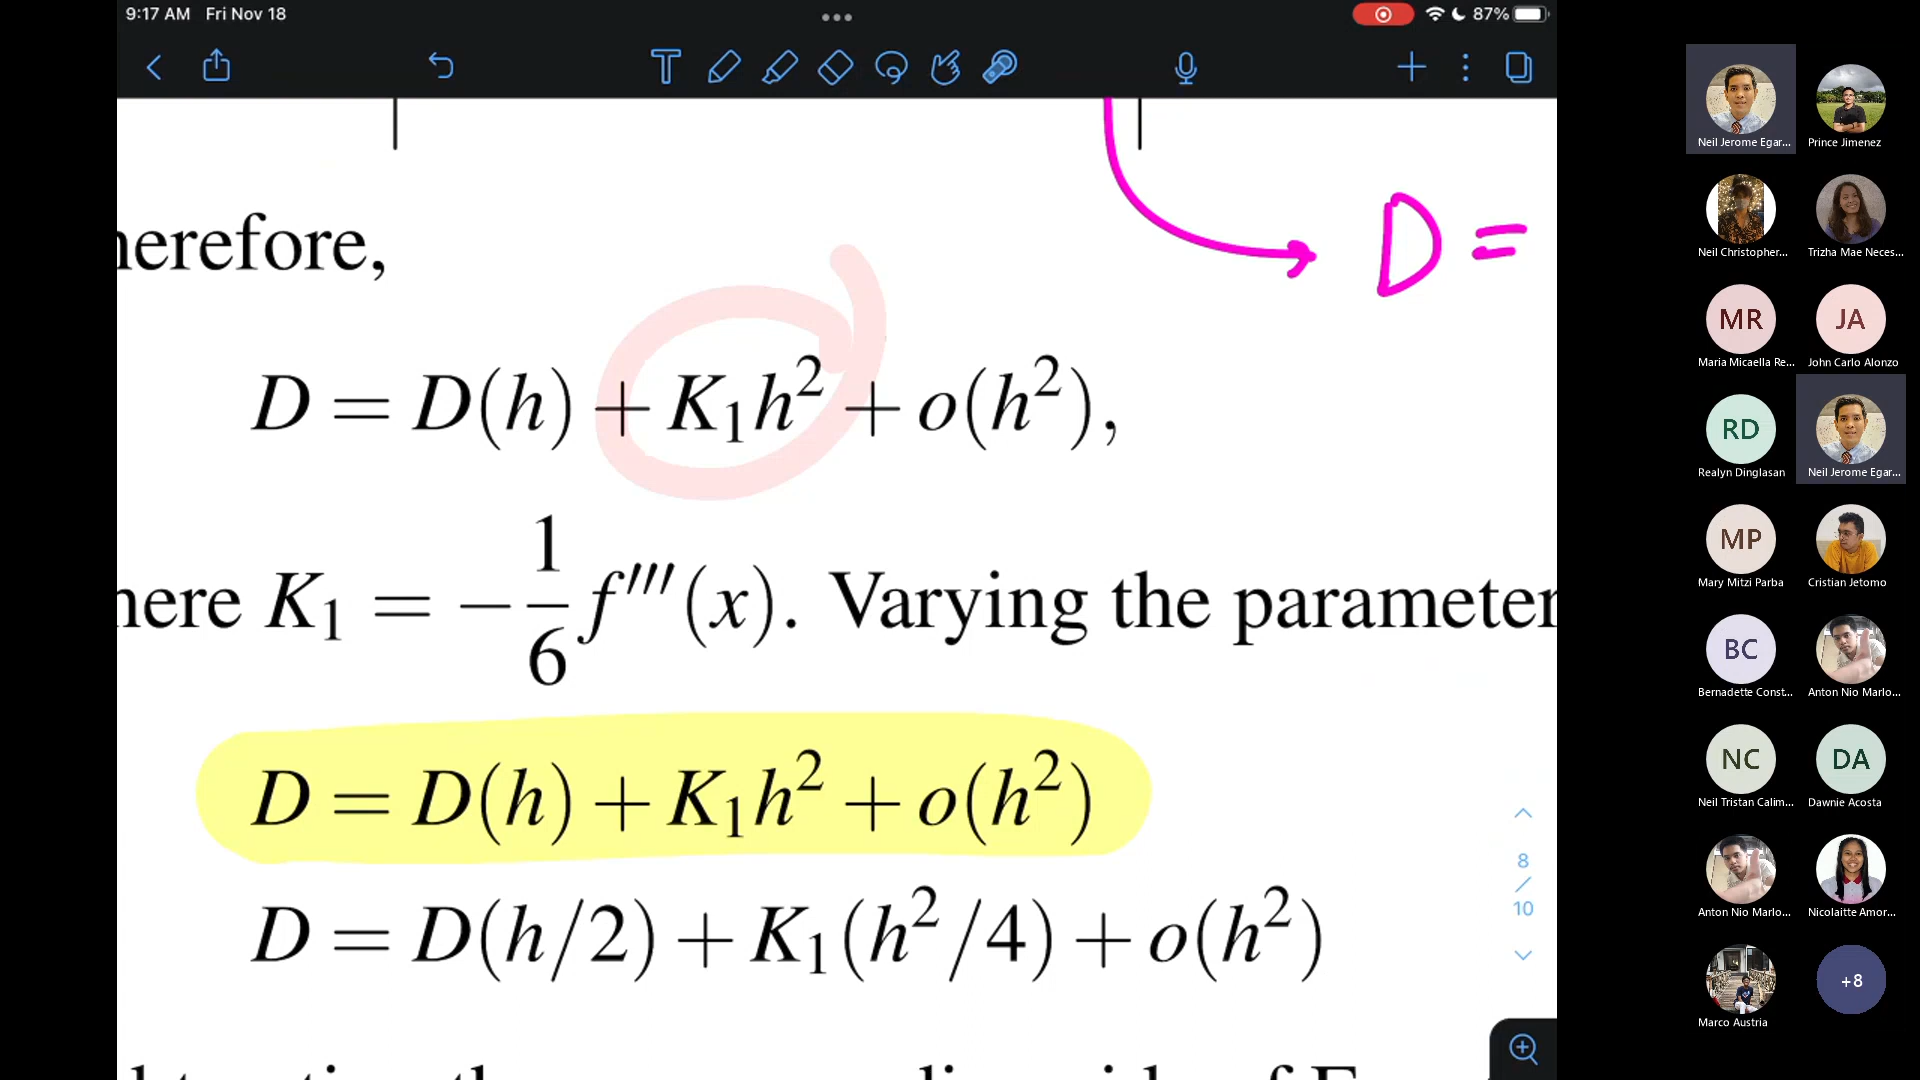 9:17 AM Fri Nov 18
87%
T
herefore,
D =
D = D(h) + K₁h² + o(h²),
here K₁ = −1/6 f′′′(x). Varying the parameter
D = D(h) + K₁h² + o(h²)
D = D(h/2) + K₁(h²/4) + o(h²)
8
/
10
Neil Jerome Egar...
Prince Jimenez
Neil Christopher...
Trizha Mae Neces...
MR
JA
Maria Micaella Re...
John Carlo Alonzo
RD
Realyn Dinglasan
Neil Jerome Egar...
MP
Mary Mitzi Parba
Cristian Jetomo
BC
Bernadette Const...
Anton Nio Marlo...
NC
DA
Neil Tristan Calim...
Dawnie Acosta
Anton Nio Marlo...
Nicolaitte Amor...
+8
Marco Austria